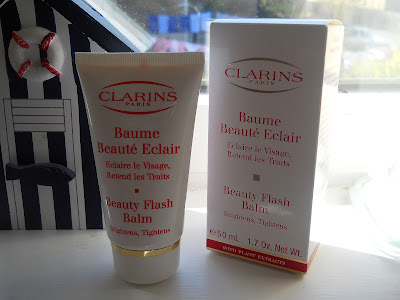 CLARINS
PARIS
Baume
Beauté Eclair
Eclaire le Visage,
Retend les Traits
Beauty Flash
Balm
Brightens, Tightens
CLARINS
PARIS
Baume
Beauté Eclair
Eclaire le Visage,
Retend les Traits
Beauty Flash
Balm
Brightens, Tightens
e 50 mL 1.7 Oz. Net Wt.
WITH PLANT EXTRACTS